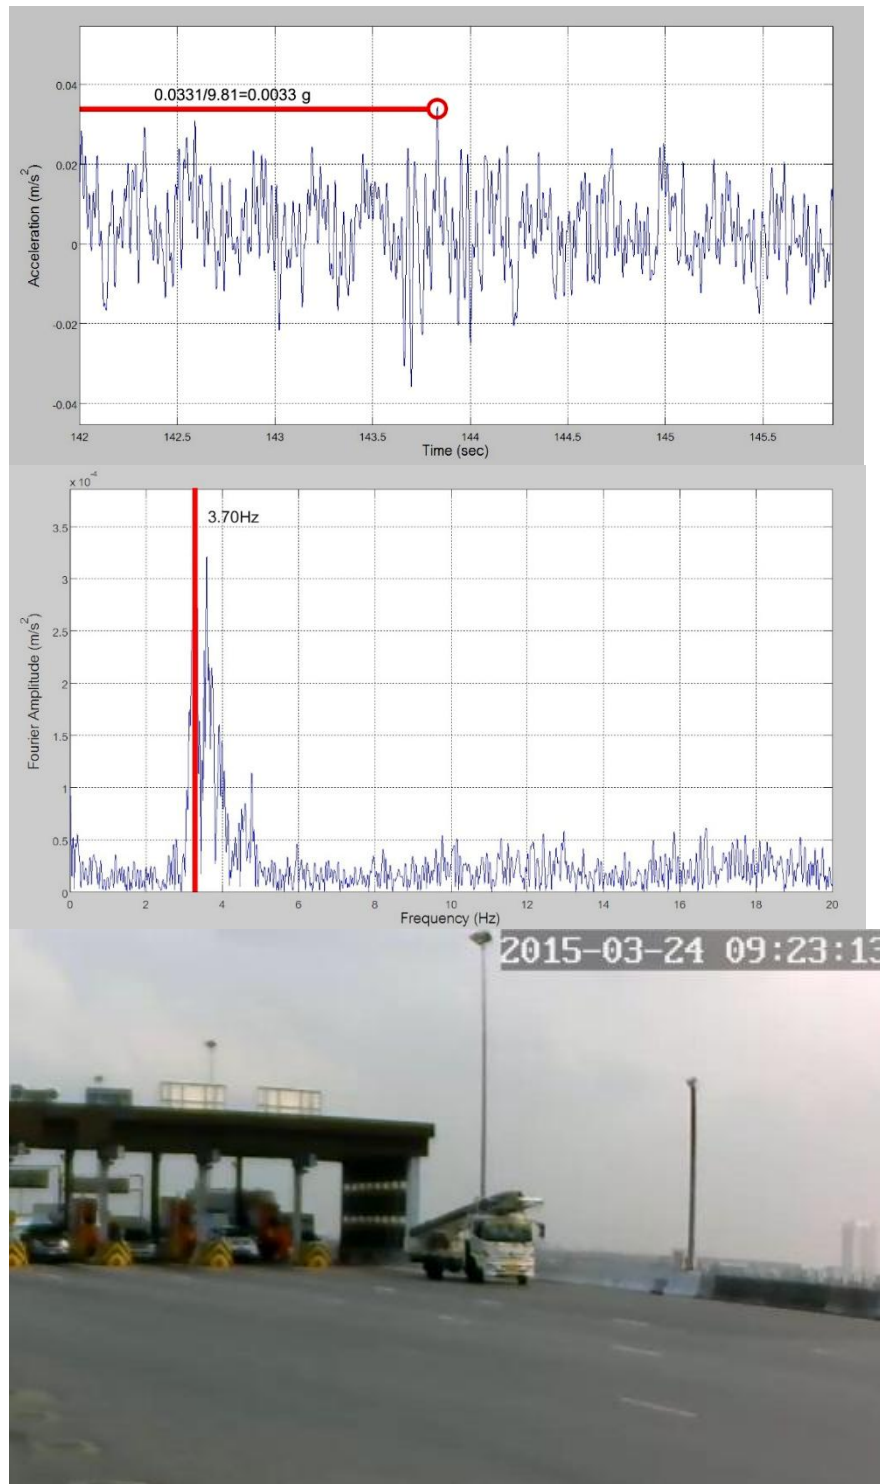 0.04
0.0331/9.81=0.0033 g
0.02
0
-0.02
-0.04
Acceleration (m/s²)
142 142.5 143 143.5 144 144.5 145 145.5
Time (sec)
x 10⁻⁴
3.70Hz
3.5
3
2.5
2
1.5
1
0.5
0
Fourier Amplitude (m/s²)
0 2 4 6 8 10 12 14 16 18 20
Frequency (Hz)
2015-03-24 09:23:13